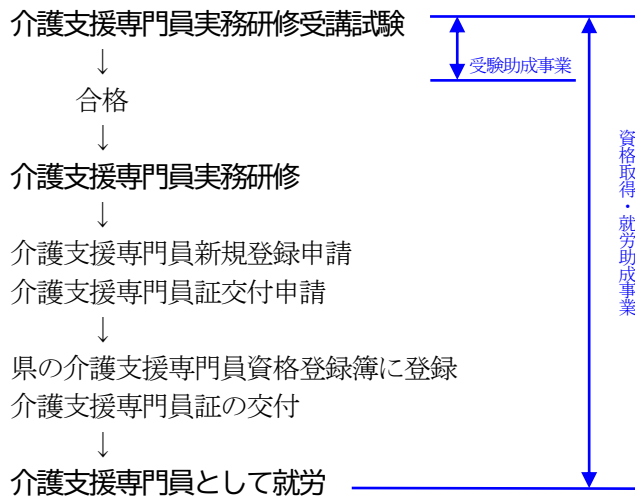 介護支援専門員実務研修受講試験
↓
受験助成事業
合格
↓
介護支援専門員実務研修
↓
介護支援専門員新規登録申請
介護支援専門員証交付申請
↓
県の介護支援専門員資格登録簿に登録
介護支援専門員証の交付
↓
介護支援専門員として就労
資格取得・就労助成事業